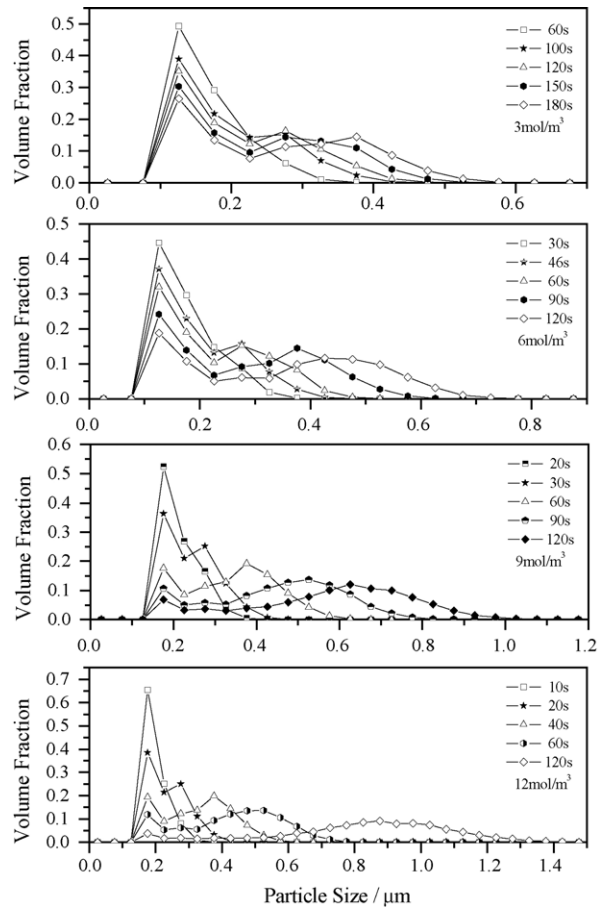 0.5
0.4
0.3
0.2
0.1
0.0
Volume Fraction
60s
100s
120s
150s
180s
3mol/m³
0.0 0.2 0.4 0.6
0.5
0.4
0.3
0.2
0.1
0.0
Volume Fraction
30s
46s
60s
90s
120s
6mol/m³
0.0 0.2 0.4 0.6 0.8
0.6
0.5
0.4
0.3
0.2
0.1
0.0
Volume Fraction
20s
30s
60s
90s
120s
9mol/m³
0.0 0.2 0.4 0.6 0.8 1.0 1.2
0.7
0.6
0.5
0.4
0.3
0.2
0.1
0.0
Volume Fraction
10s
20s
40s
60s
120s
12mol/m³
0.0 0.2 0.4 0.6 0.8 1.0 1.2 1.4
Particle Size / μm